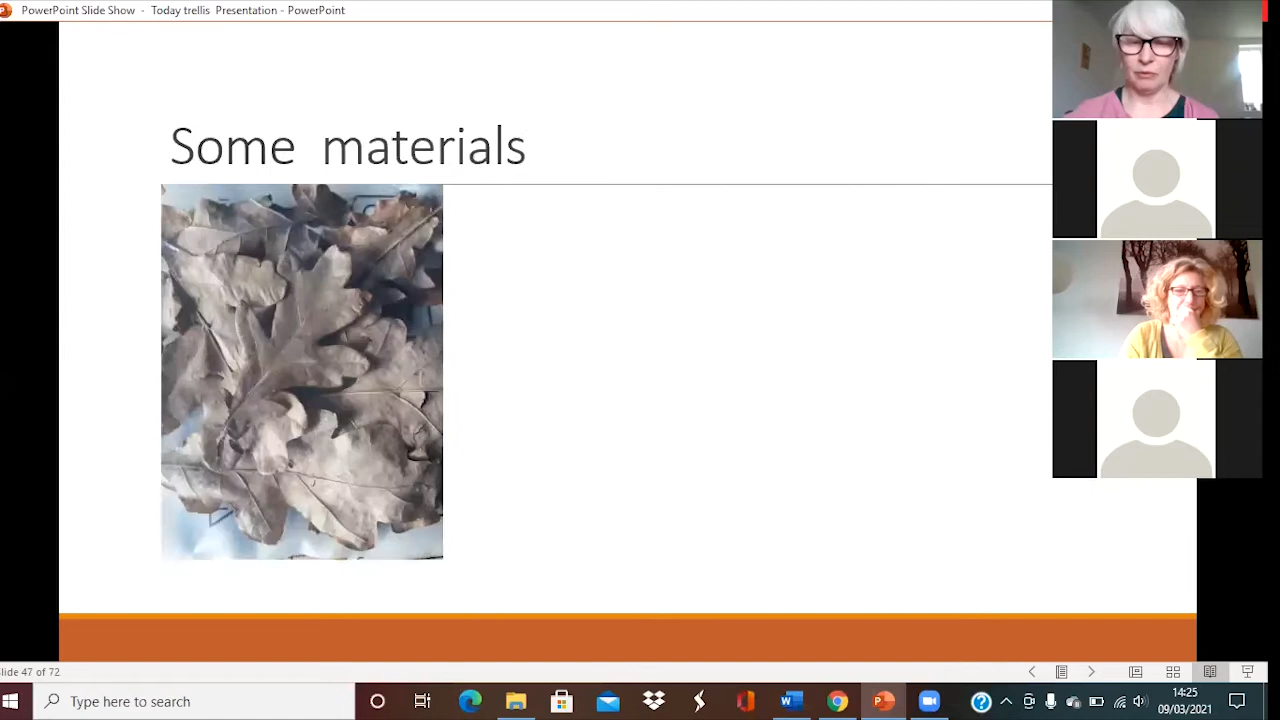 PowerPoint Slide Show - Today trellis Presentation - PowerPoint
Some materials
Slide 47 of 72
Type here to search
14:25
09/03/2021